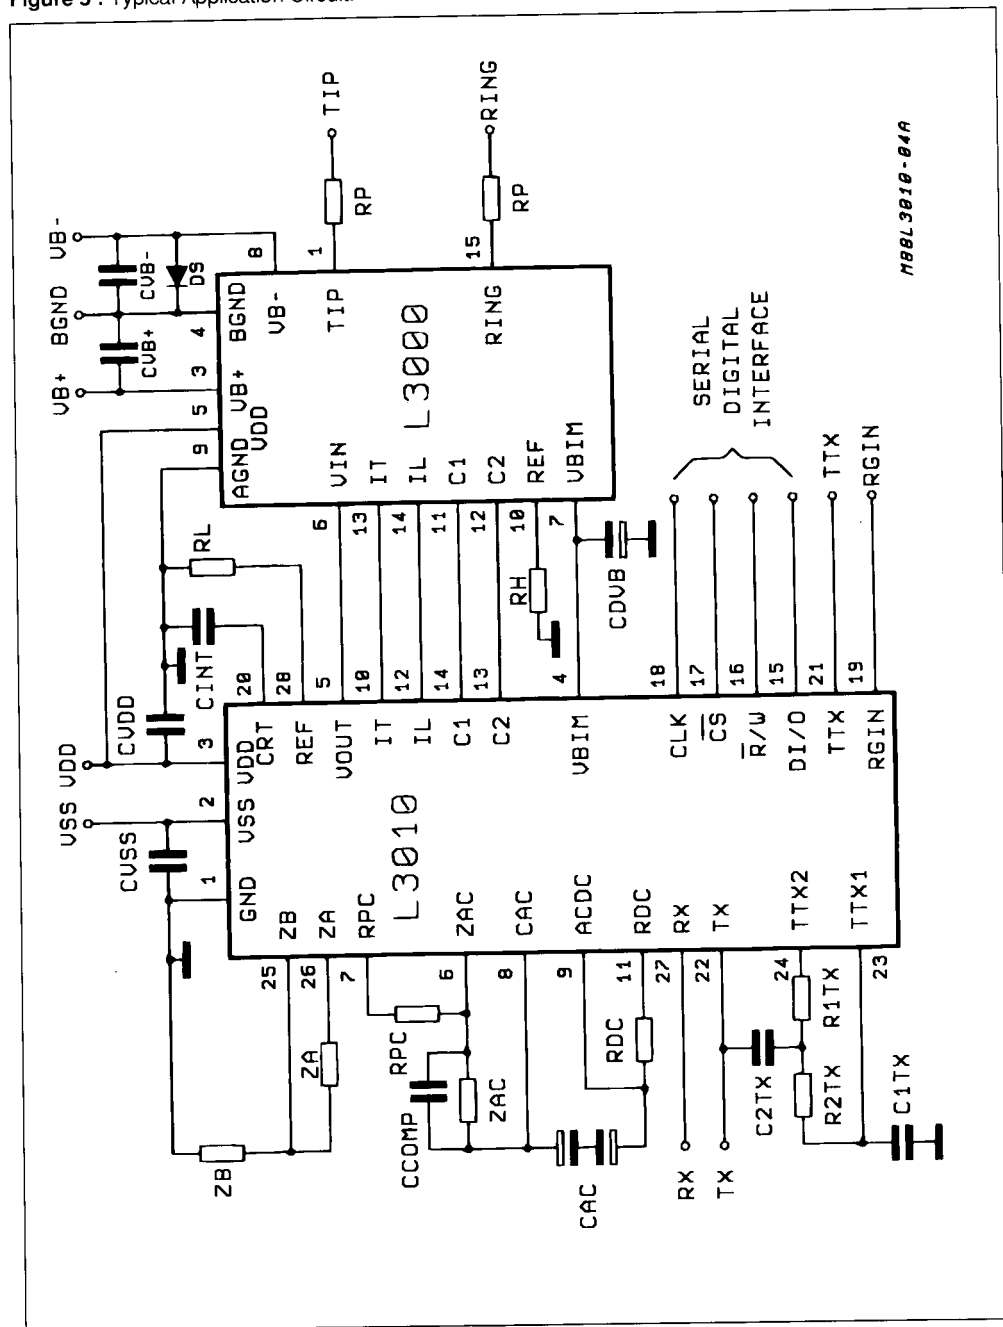 Figure 5 : Typical Application Circuit.
VB+
BGND
VB-
CVB+
CVB-
DS
9
5
3
4
8
AGND
VDD
VB+
BGND
VB-
L3000
TIP
1
RP
TIP
RING
15
RP
RING
VIN
IT
IL
C1
C2
REF
VBIM
6
13
14
11
12
10
7
RL
CINT
CVDD
RH
CDVB
VSS
VDD
CVSS
1
2
3
20
28
5
10
12
14
13
4
GND
VSS
VDD
CRT
REF
VOUT
IT
IL
C1
C2
VBIM
L3010
CLK
CS
R/W
DI/O
TTX
RGIN
18
17
16
15
21
19
SERIAL
DIGITAL
INTERFACE
TTX
RGIN
ZB
ZA
RPC
ZAC
CAC
ACDC
RDC
RX
TX
TTX2
TTX1
25
26
7
6
8
9
11
27
22
24
23
ZB
ZA
RPC
CCOMP
ZAC
CAC
RDC
RX
TX
C2TX
R2TX
R1TX
C1TX
M88L3010-04A